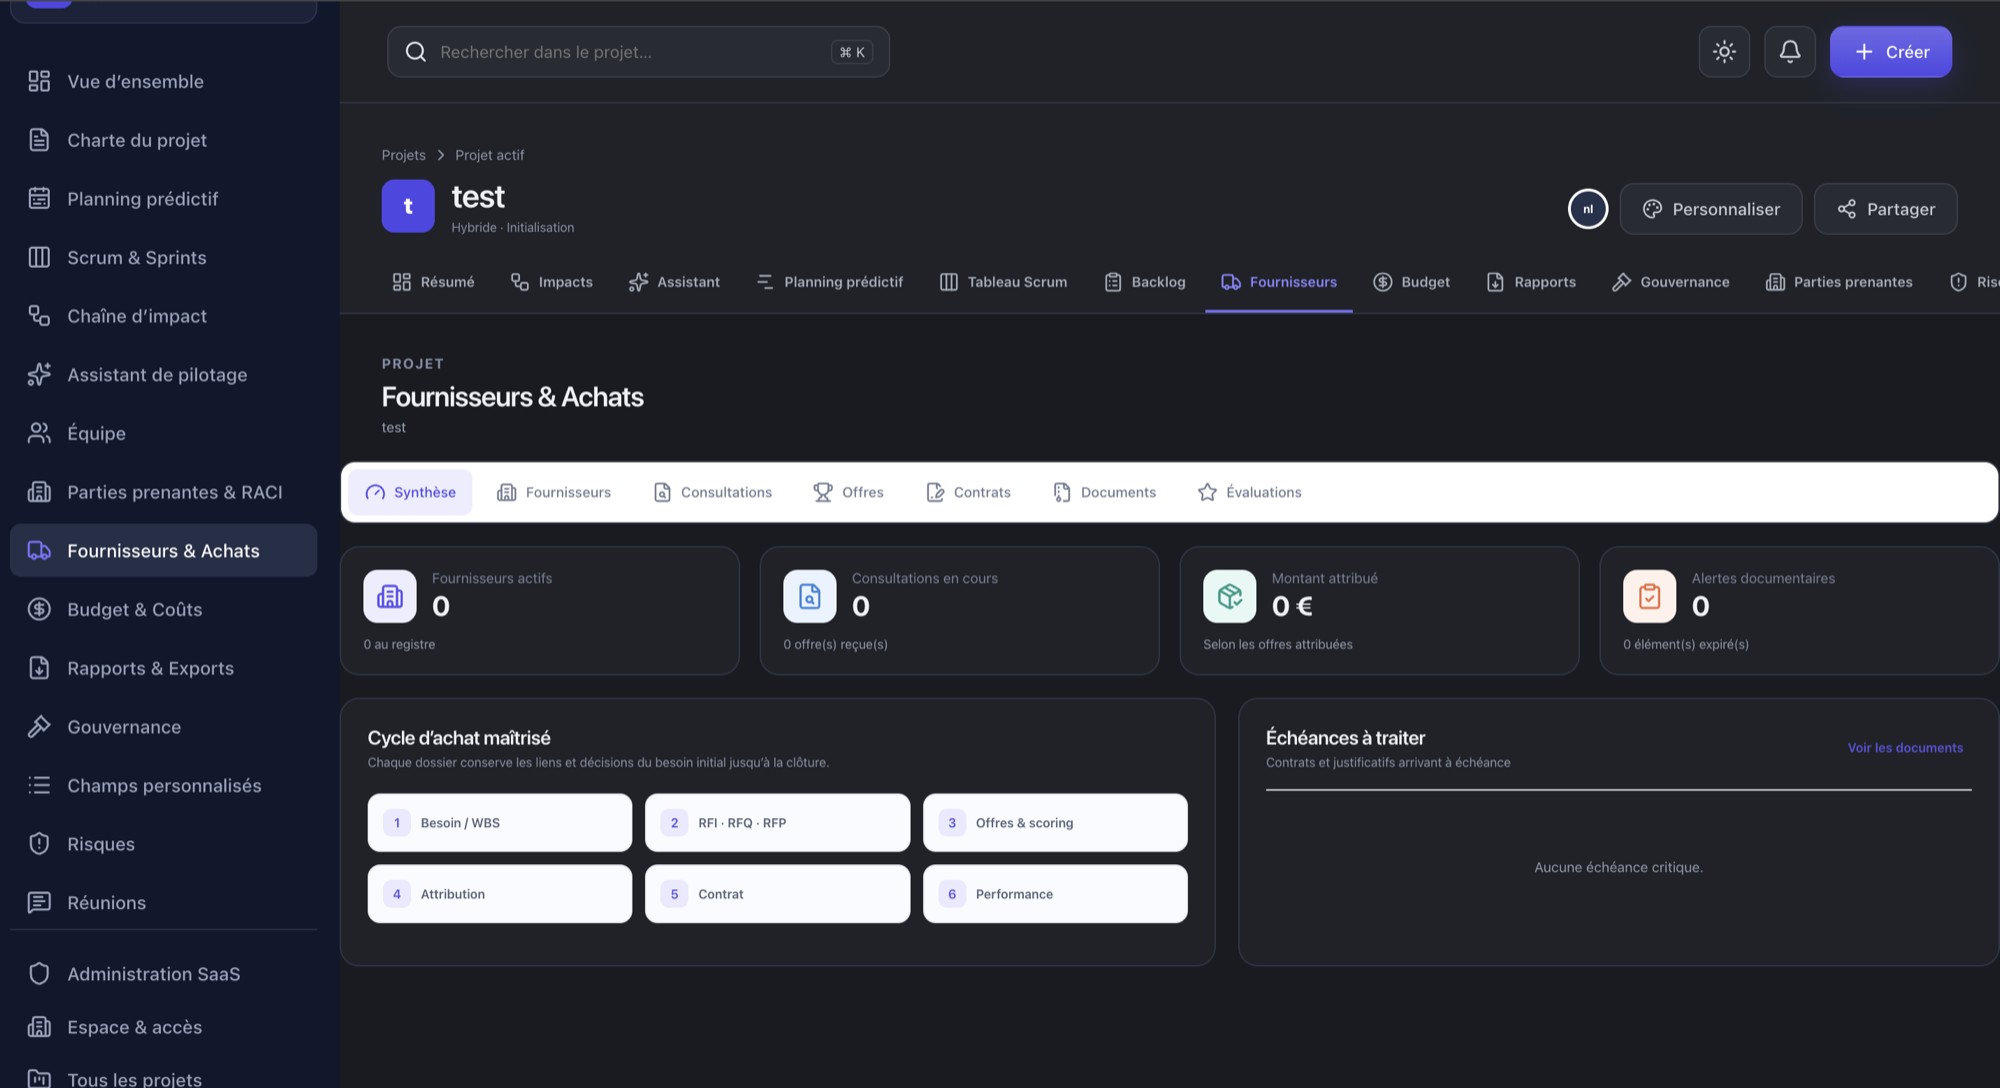 Vue d’ensemble
Charte du projet
Planning prédictif
Scrum & Sprints
Chaîne d’impact
Assistant de pilotage
Équipe
Parties prenantes & RACI
Fournisseurs & Achats
Budget & Coûts
Rapports & Exports
Gouvernance
Champs personnalisés
Risques
Réunions
Administration SaaS
Espace & accès
Tous les projets
Rechercher dans le projet... ⌘ K
Créer
Projets > Projet actif
t
test
Hybride · Initialisation
nl
Personnaliser
Partager
Résumé
Impacts
Assistant
Planning prédictif
Tableau Scrum
Backlog
Fournisseurs
Budget
Rapports
Gouvernance
Parties prenantes
PROJET
Fournisseurs & Achats
test
Synthèse
Fournisseurs
Consultations
Offres
Contrats
Documents
Évaluations
Fournisseurs actifs
0
0 au registre
Consultations en cours
0
0 offre(s) reçue(s)
Montant attribué
0 €
Selon les offres attribuées
Alertes documentaires
0
0 élément(s) expiré(s)
Cycle d’achat maîtrisé
Chaque dossier conserve les liens et décisions du besoin initial jusqu’à la clôture.
1 Besoin / WBS
2 RFI · RFQ · RFP
3 Offres & scoring
4 Attribution
5 Contrat
6 Performance
Échéances à traiter
Contrats et justificatifs arrivant à échéance
Voir les documents
Aucune échéance critique.